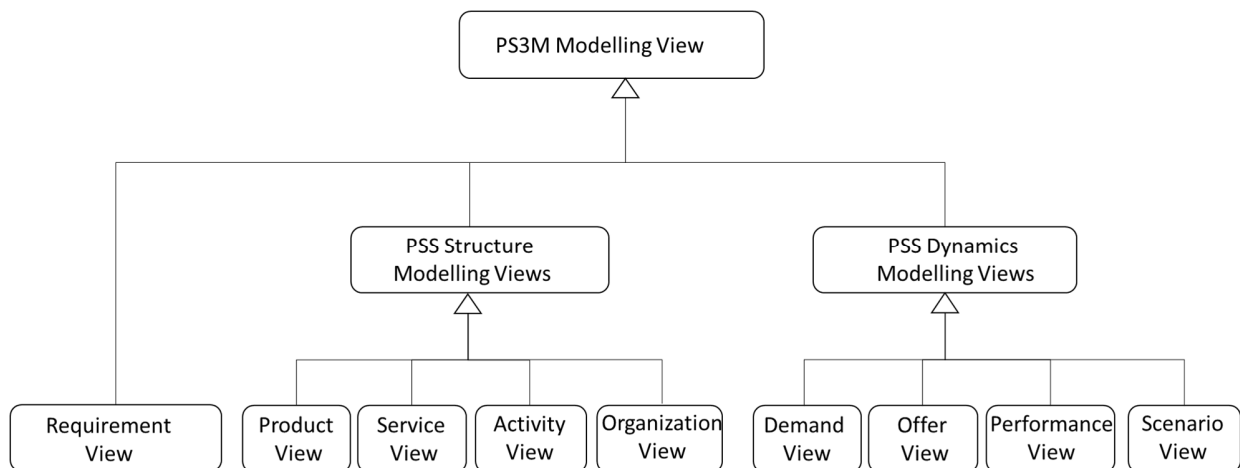 PS3M Modelling View
PSS Structure
Modelling Views
PSS Dynamics
Modelling Views
Requirement
View
Product
View
Service
View
Activity
View
Organization
View
Demand
View
Offer
View
Performance
View
Scenario
View